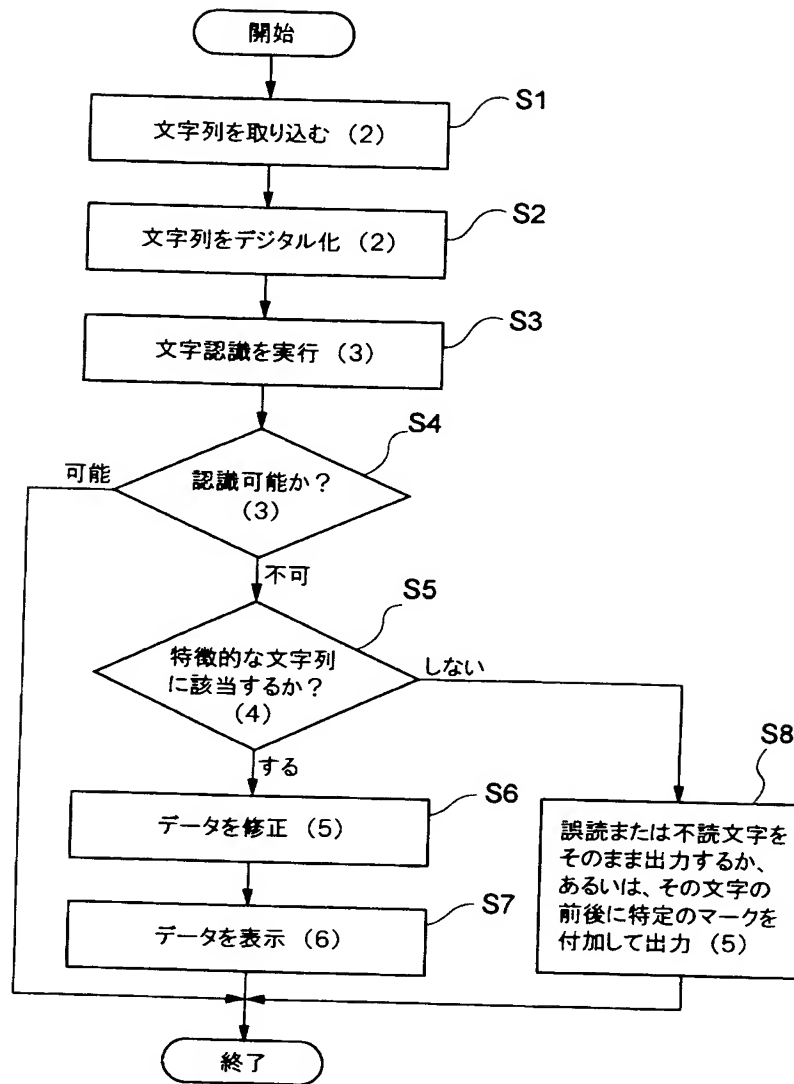 開始
文字列を取り込む (2)
S1
文字列をデジタル化 (2)
S2
文字認識を実行 (3)
S3
認識可能か？
(3)
S4
可能
不可
特徴的な文字列
に該当するか？
(4)
S5
しない
する
データを修正 (5)
S6
データを表示 (6)
S7
誤読または不読文字を
そのまま出力するか、
あるいは、その文字の
前後に特定のマークを
付加して出力 (5)
S8
終了